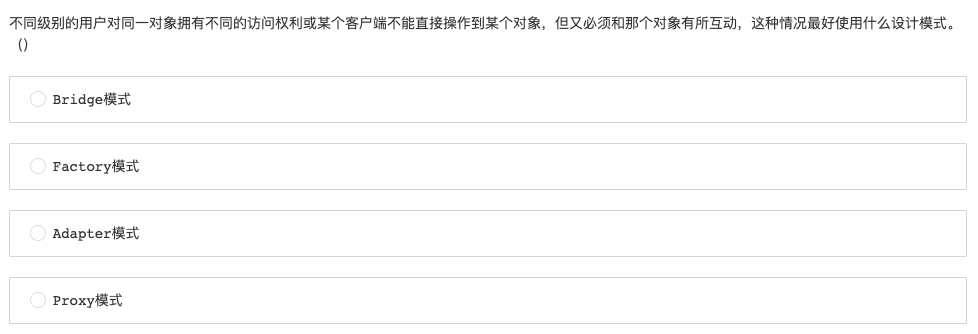 不同级别的用户对同一对象拥有不同的访问权利或某个客户端不能直接操作到某个对象，但又必须和那个对象有所互动，这种情况最好使用什么设计模式。
()
Bridge模式
Factory模式
Adapter模式
Proxy模式